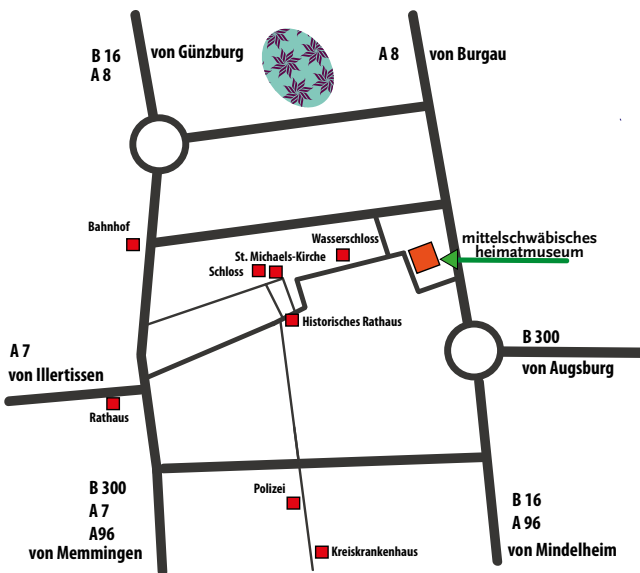 B 16
A 8
von Günzburg
A 8
von Burgau
Bahnhof
Wasserschloss
mittelschwäbisches
heimatmuseum
St. Michaels-Kirche
Schloss
Historisches Rathaus
A 7
von Illertissen
B 300
von Augsburg
Rathaus
B 300
A 7
A96
von Memmingen
Polizei
Kreiskrankenhaus
B 16
A 96
von Mindelheim